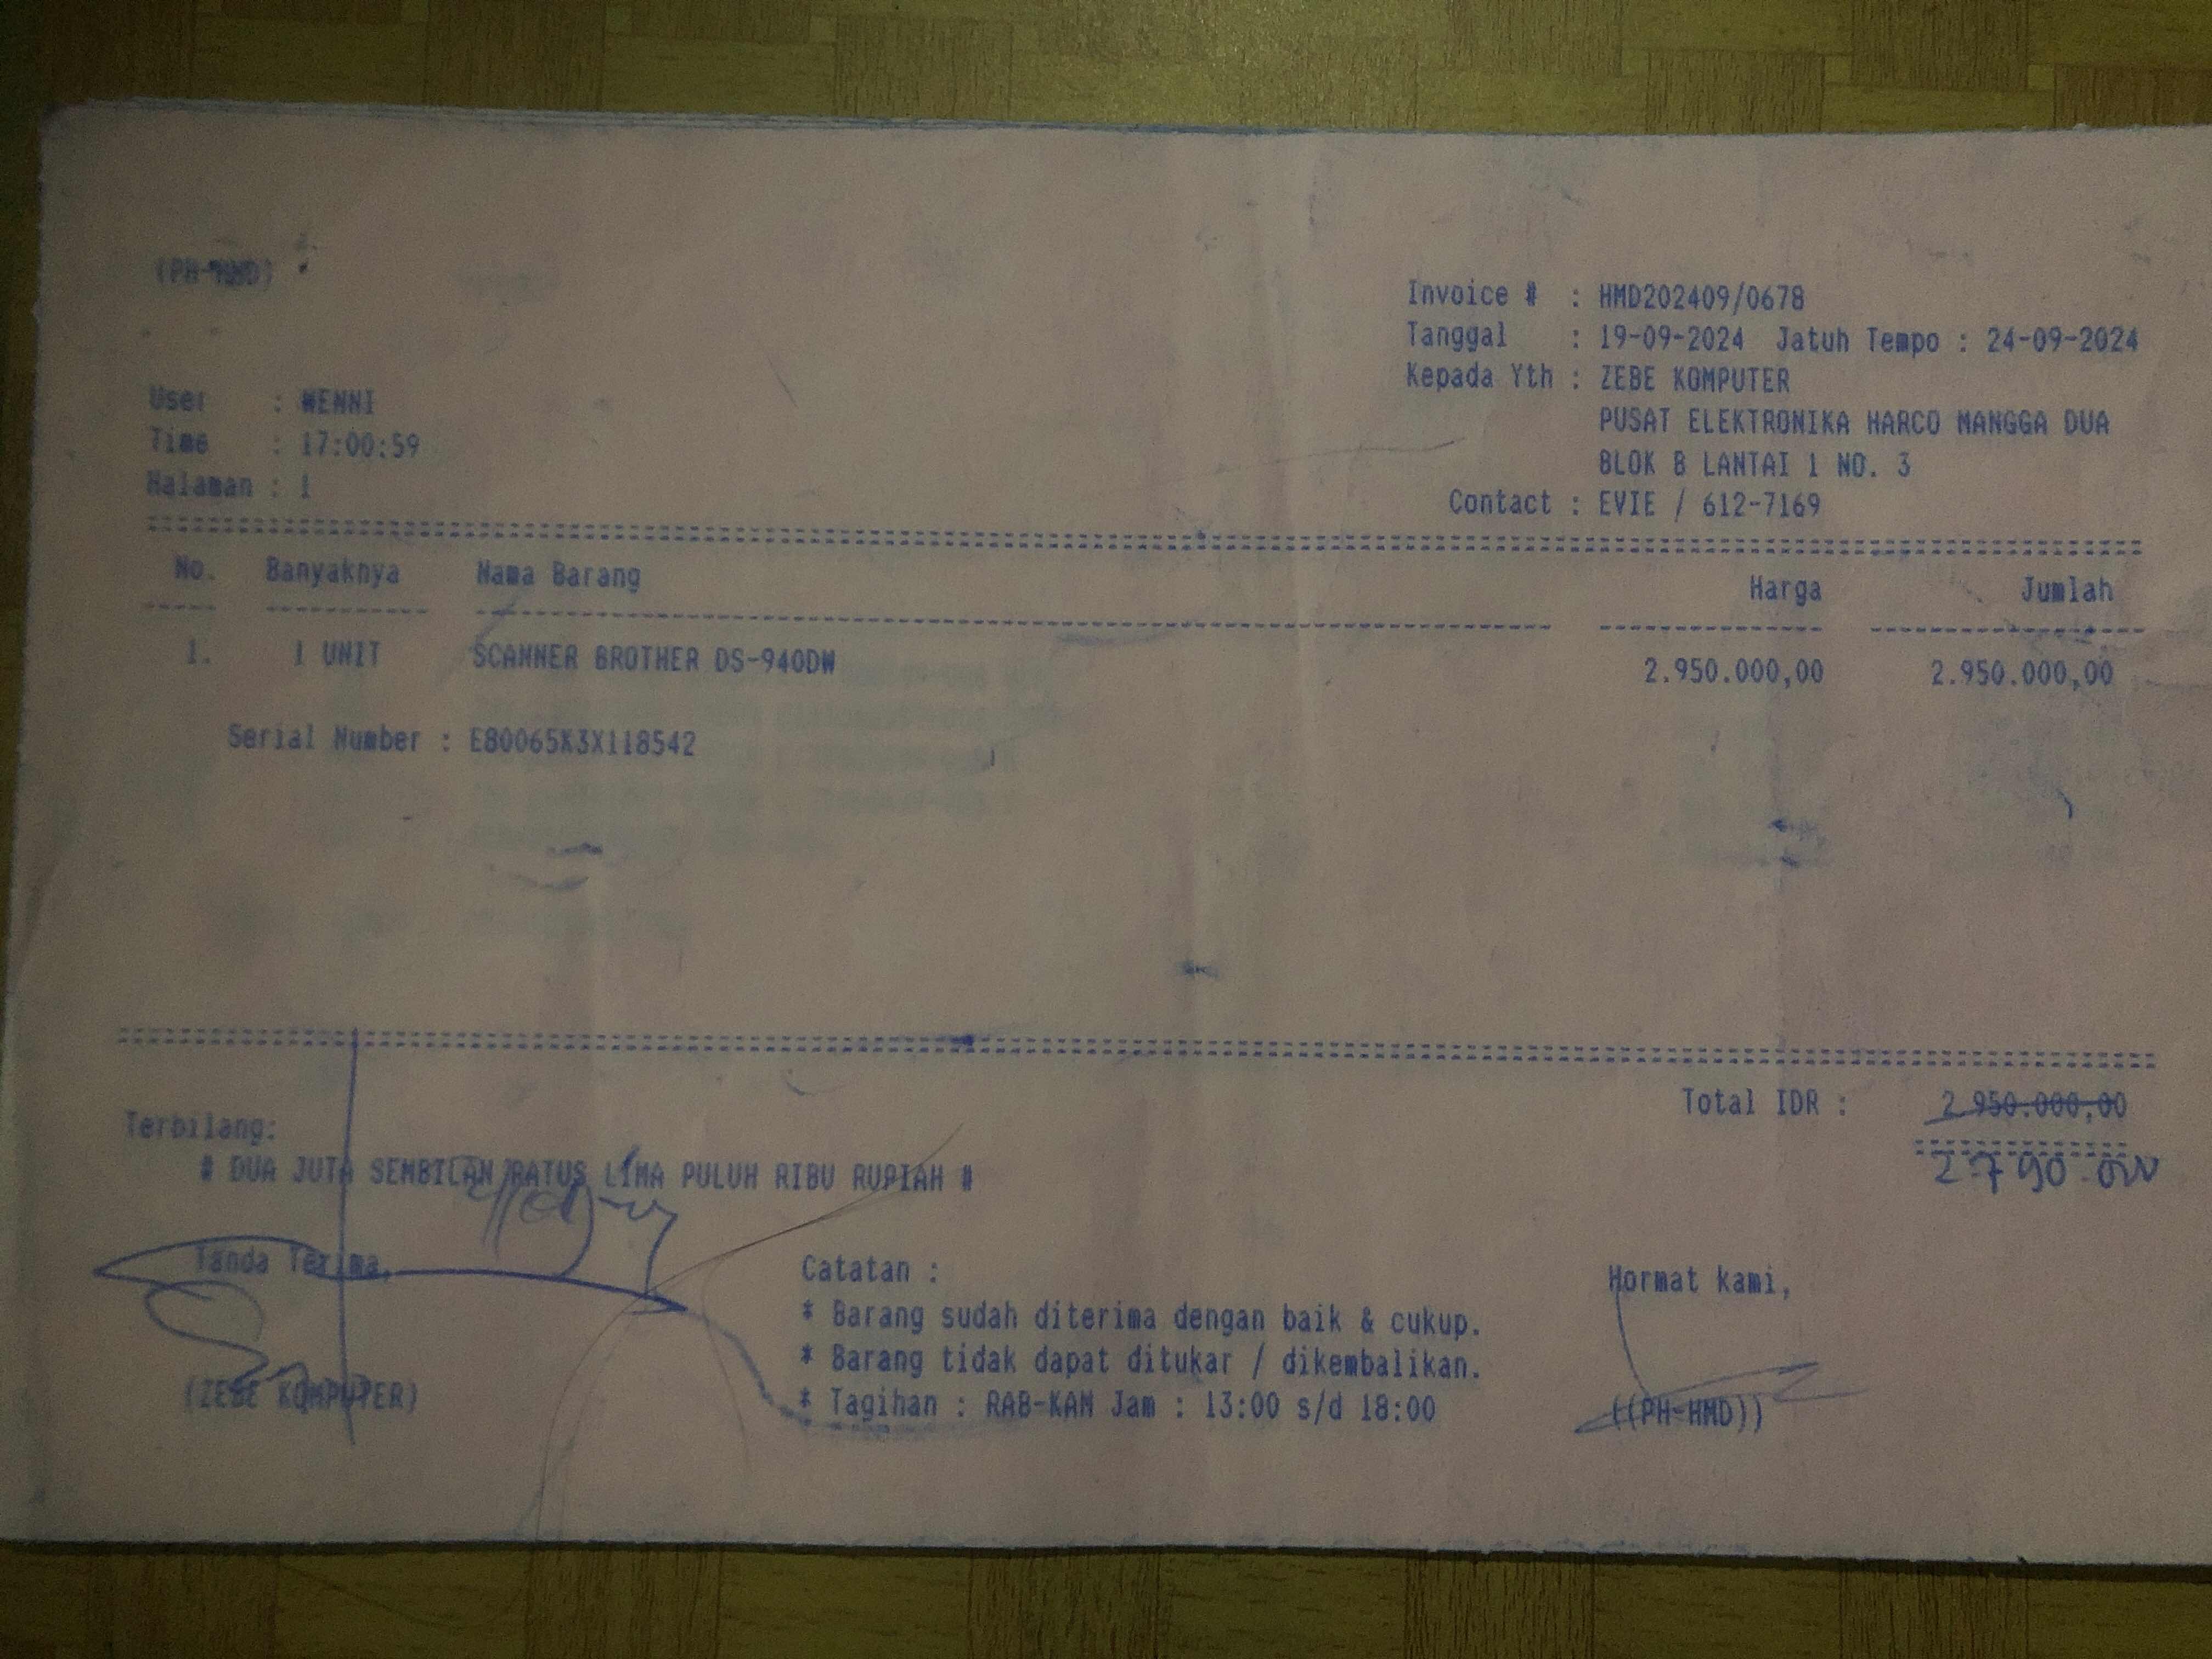 Invoice # : HMD202409/0678
Tanggal : 19-09-2024 Jatuh Tempo : 24-09-2024
Kepada Yth : ZEBE KOMPUTER
PUSAT ELEKTRONIKA HARCO MANGGA DUA
BLOK B LANTAI 1 NO. 3
Contact : EVIE / 612-7169
User : WENNI
Time : 17:00:59
Halaman : 1
No. Banyaknya Nama Barang Harga Jumlah
1. 1 UNIT SCANNER BROTHER DS-940DW 2.950.000,00 2.950.000,00
Serial Number : E80065K3X118542
Total IDR : 2.950.000,00
2.790.000
Terbilang:
# DUA JUTA SEMBILAN RATUS LIMA PULUH RIBU RUPIAH #
Tanda Terima,
(ZEBE KOMPUTER)
Catatan :
* Barang sudah diterima dengan baik & cukup.
* Barang tidak dapat ditukar / dikembalikan.
* Tagihan : RAB-KAM Jam : 13:00 s/d 18:00
Hormat kami,
((PH-HMD))